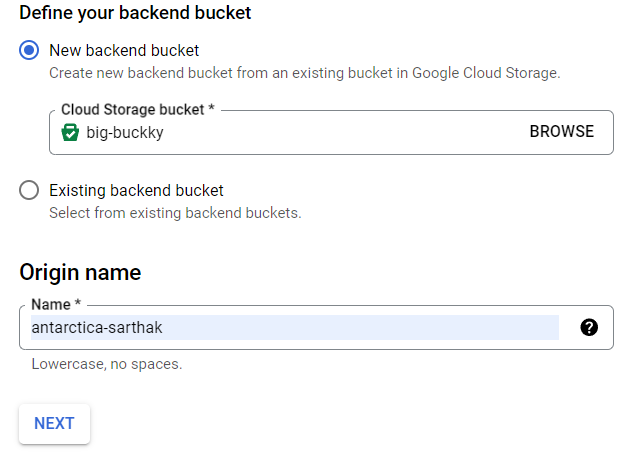 Define your backend bucket
New backend bucket
Create new backend bucket from an existing bucket in Google Cloud Storage.
Cloud Storage bucket *
big-buckky BROWSE
Existing backend bucket
Select from existing backend buckets.
Origin name
Name *
antarctica-sarthak ?
Lowercase, no spaces.
NEXT